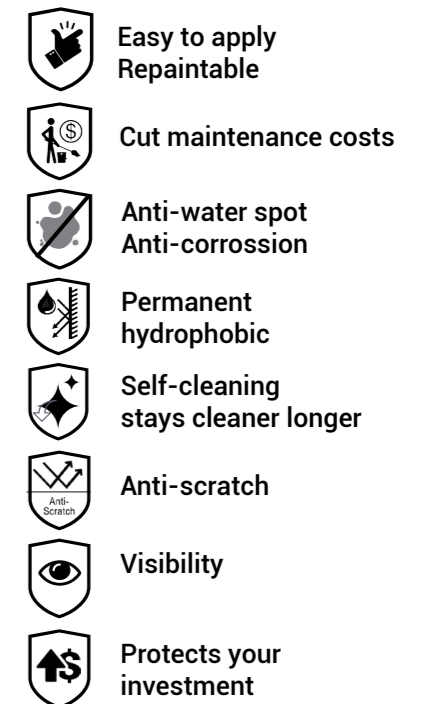 Easy to apply
Repaintable
$
Cut maintenance costs
Anti-water spot
Anti-corrossion
Permanent
hydrophobic
Self-cleaning
stays cleaner longer
Anti-
Scratch
Anti-scratch
Visibility
$
Protects your
investment